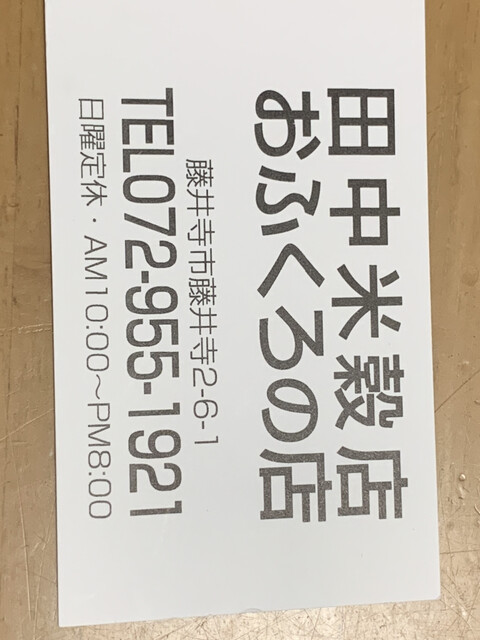 田中米穀店
おふくろの店
藤井寺市藤井寺2-6-1
TEL072-955-1921
日曜定休・AM10:00～PM8:00